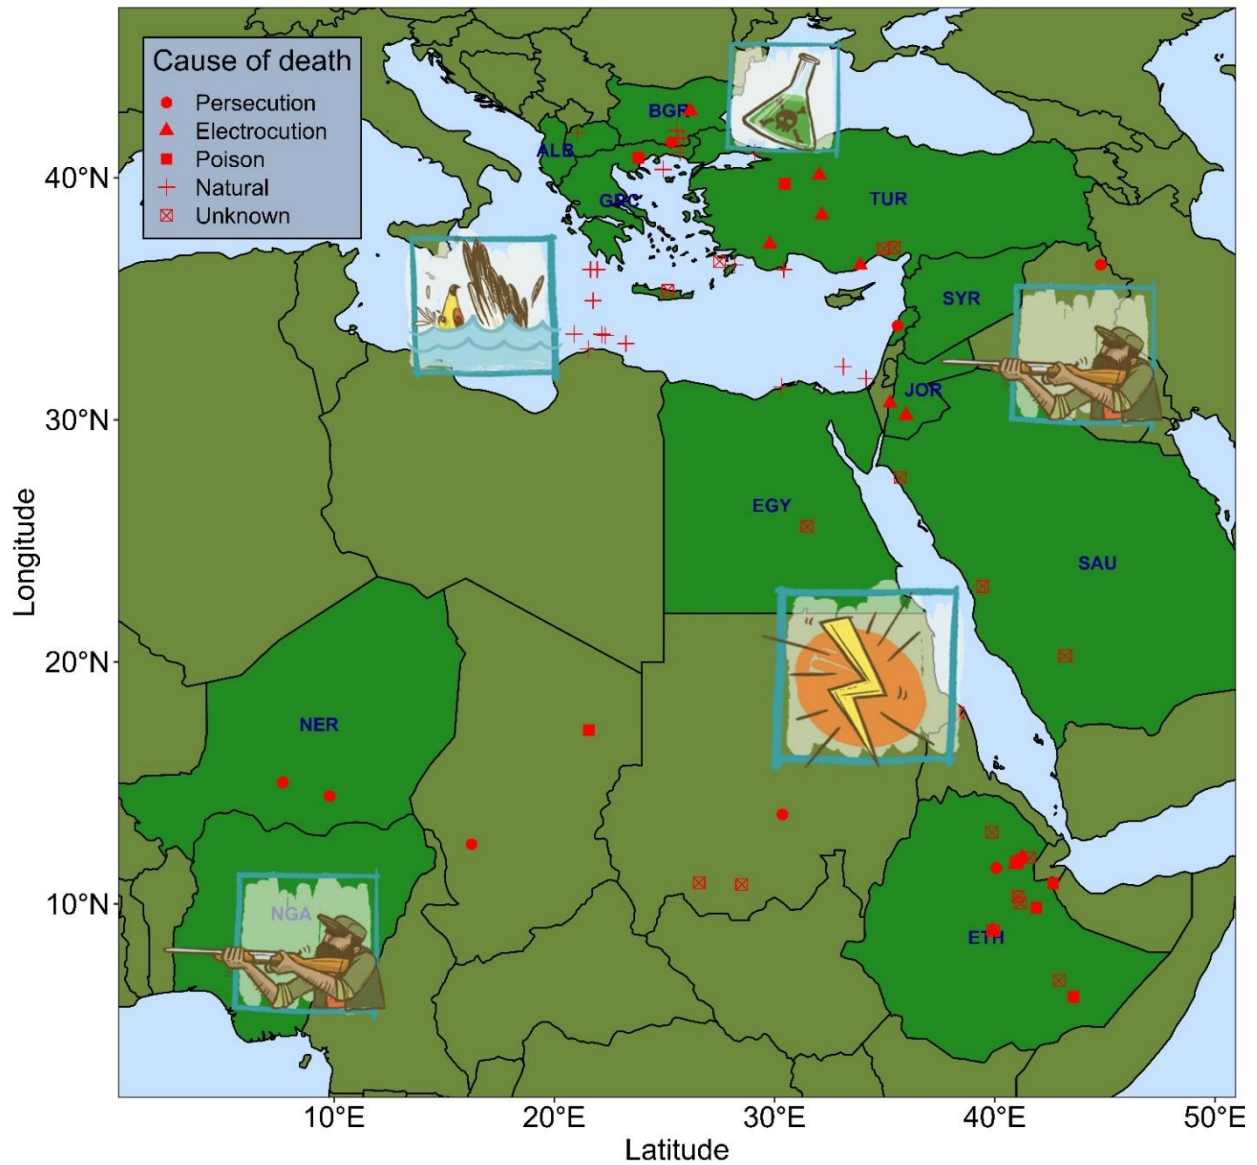 Cause of death
Persecution
Electrocution
Poison
Natural
Unknown
BGR
ALB
GRC
TUR
SYR
JOR
EGY
SAU
NER
NGA
ETH
40°N
30°N
20°N
10°N
Longitude
10°E
20°E
30°E
40°E
50°E
Latitude